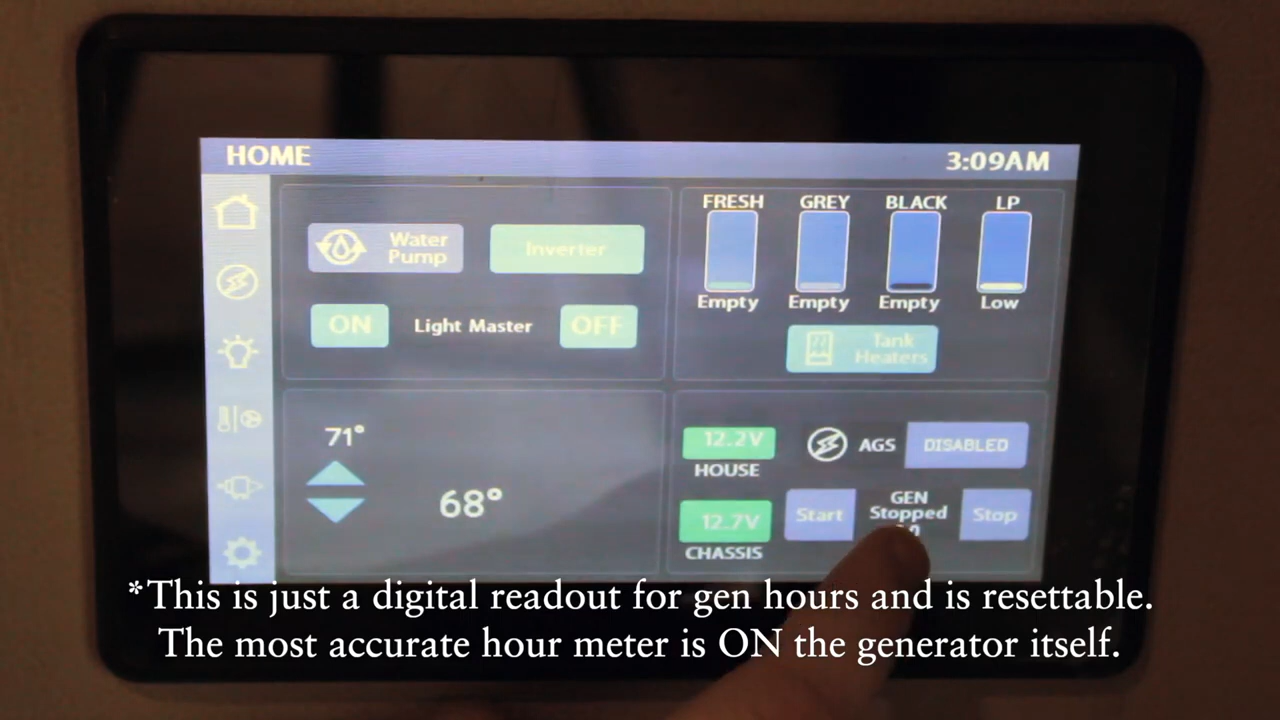 HOME
3:09AM
Water
Pump
Inverter
ON
Light Master
OFF
FRESH
GREY
BLACK
LP
Empty
Empty
Empty
Low
Tank
Heaters
71°
68°
12.2V
HOUSE
AGS
DISABLED
12.7V
CHASSIS
Start
GEN
Stopped
Stop
*This is just a digital readout for gen hours and is resettable.
The most accurate hour meter is ON the generator itself.